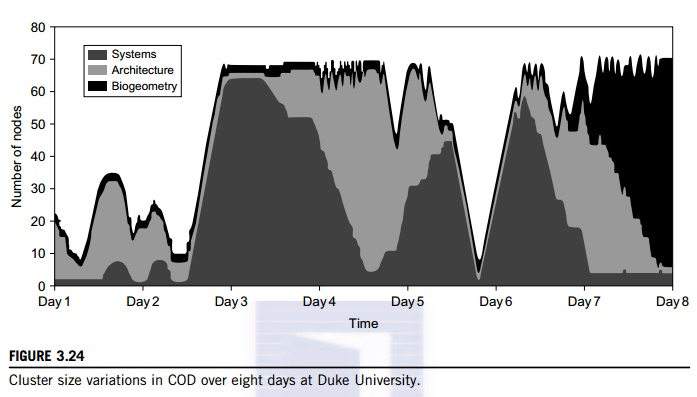 80
70
60
50
40
30
20
10
0
Number of nodes
Systems
Architecture
Biogeometry
Day 1 Day 2 Day 3 Day 4 Day 5 Day 6 Day 7 Day 8
Time
FIGURE 3.24
Cluster size variations in COD over eight days at Duke University.